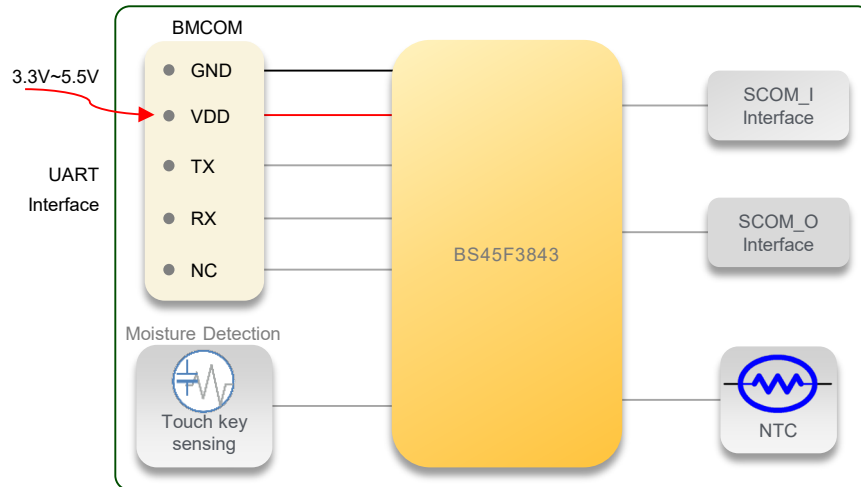 BMCOM
3.3V~5.5V
GND
VDD
TX
RX
NC
UART
Interface
BS45F3843
SCOM_I
Interface
SCOM_O
Interface
Moisture Detection
Touch key
sensing
NTC